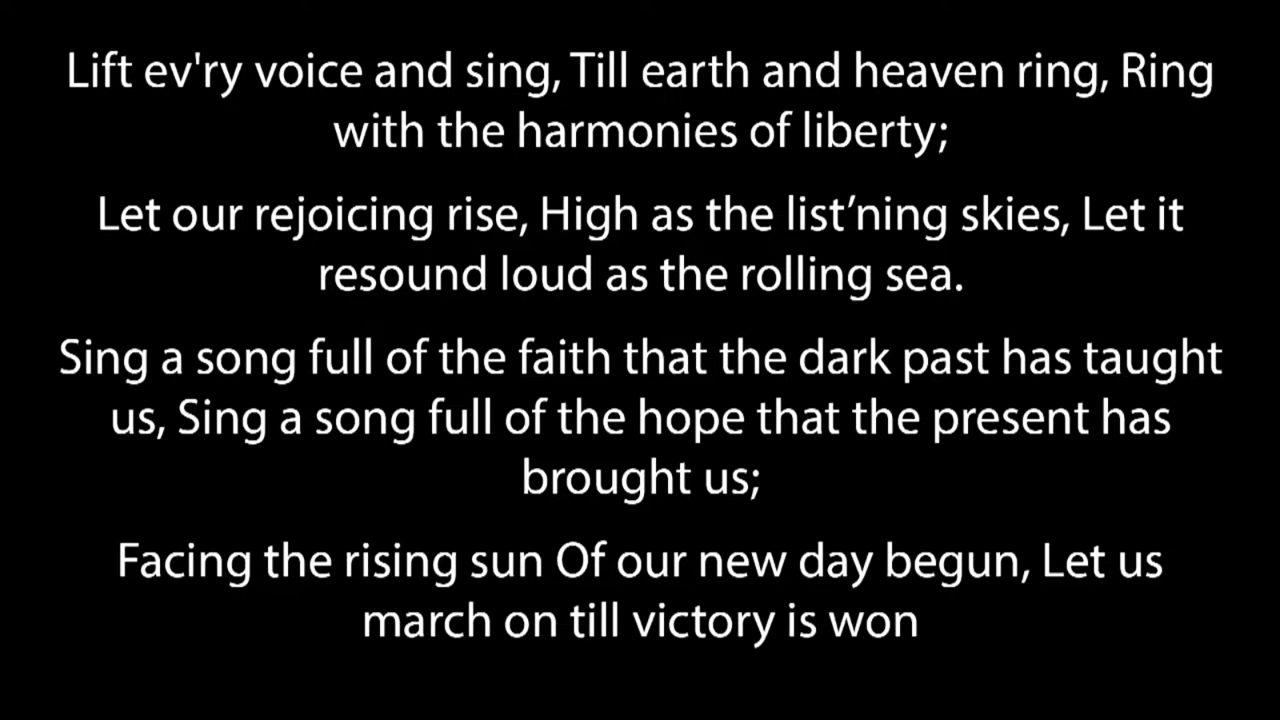 Lift ev'ry voice and sing, Till earth and heaven ring, Ring
with the harmonies of liberty;
Let our rejoicing rise, High as the list’ning skies, Let it
resound loud as the rolling sea.
Sing a song full of the faith that the dark past has taught
us, Sing a song full of the hope that the present has
brought us;
Facing the rising sun Of our new day begun, Let us
march on till victory is won